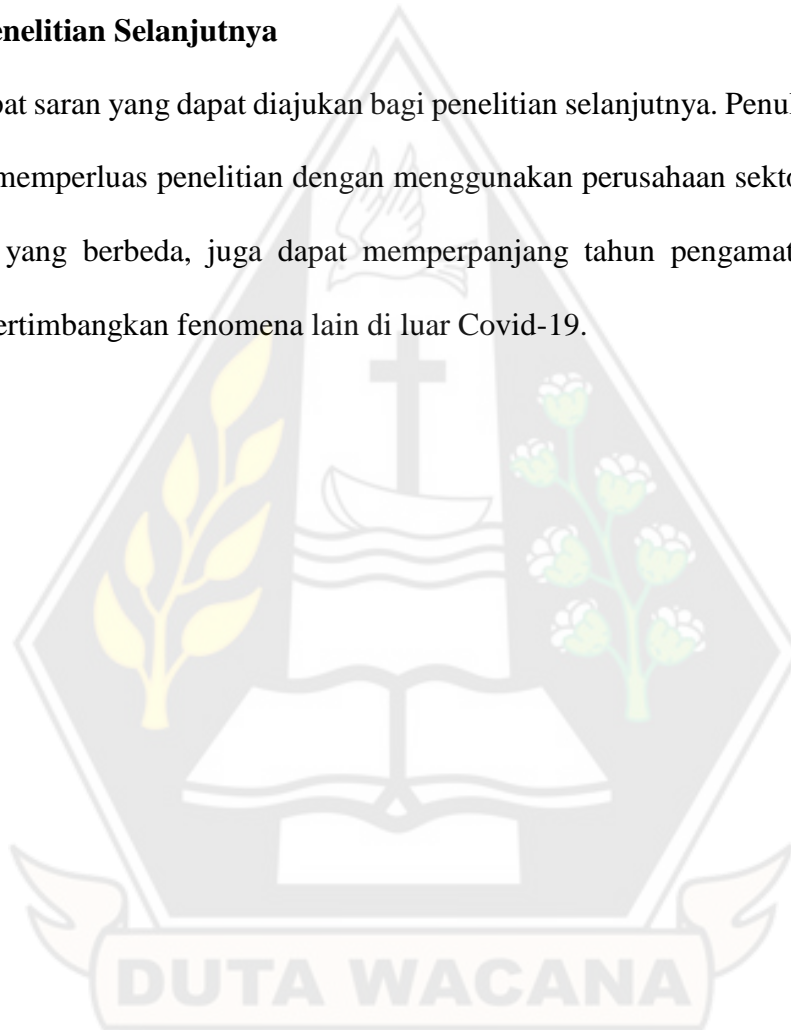 enelitian Selanjutnya
pat saran yang dapat diajukan bagi penelitian selanjutnya. Penul
memperluas penelitian dengan menggunakan perusahaan sekto
yang berbeda, juga dapat memperpanjang tahun pengamat
ertimbangkan fenomena lain di luar Covid-19.
DUTA WACANA